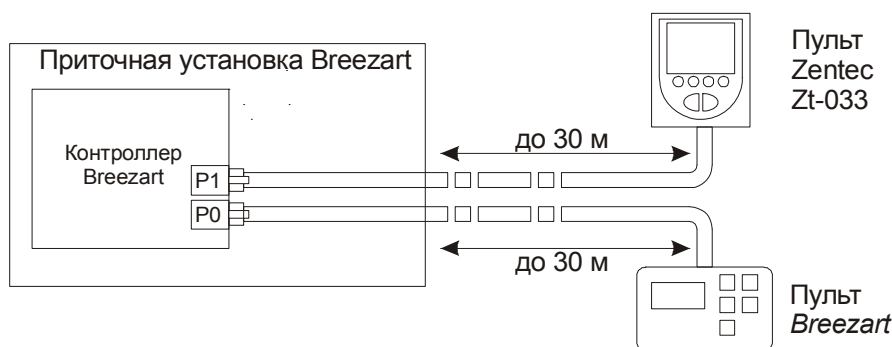 Приточная установка Breezart
Контроллер
Breezart
P1
P0
до 30 м
до 30 м
Пульт
Zentec
Zt-033
Пульт
Breezart